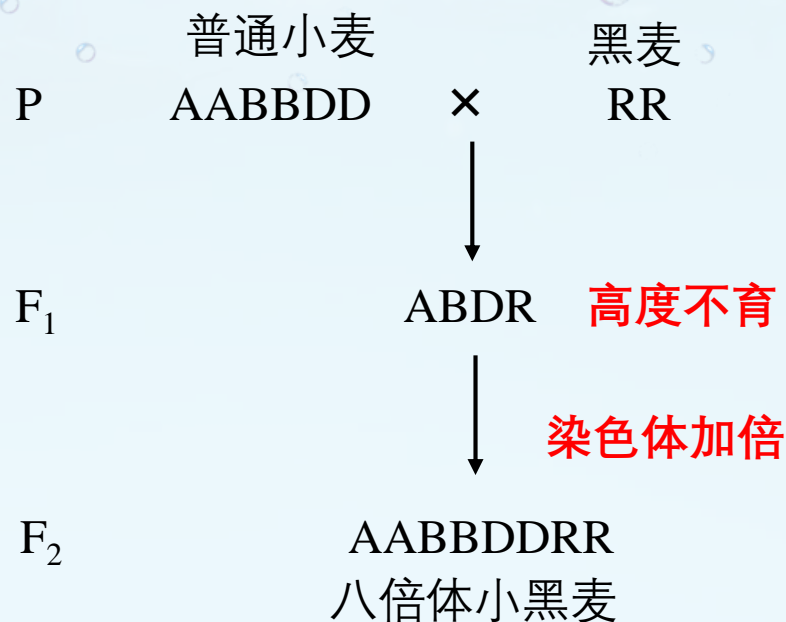 普通小麦 黑麦
P AABBDD × RR
F₁ ABDR 高度不育
染色体加倍
F₂ AABBDDRR
八倍体小黑麦